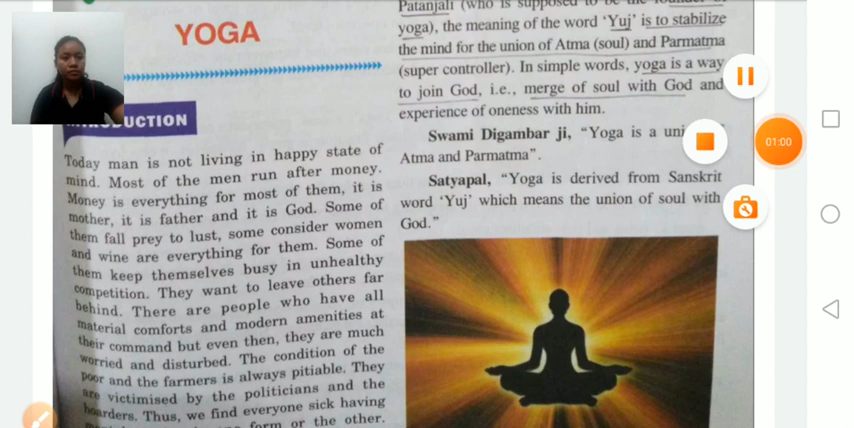 YOGA
UCTION
Today man is not living in happy state of
mind. Most of the men run after money.
Money is everything for most of them, it is
mother, it is father and it is God. Some of
them fall prey to lust, some consider women
and wine are everything for them. Some of
them keep themselves busy in unhealthy
competition. They want to leave others far
behind. There are people who have all
material comforts and modern amenities at
their command but even then, they are much
worried and disturbed. The condition of the
poor and the farmers is always pitiable. They
are victimised by the politicians and the
hoarders. Thus, we find everyone sick having
form or the other.
Patanjali (who is supposed to be the founder of
yoga), the meaning of the word ‘Yuj’ is to stabilize
the mind for the union of Atma (soul) and Parmatma
(super controller). In simple words, yoga is a way
to join God, i.e., merge of soul with God and
experience of oneness with him.
Swami Digambar ji, “Yoga is a uni
Atma and Parmatma”.
Satyapal, “Yoga is derived from Sanskrit
word ‘Yuj’ which means the union of soul with
God.”
01:00